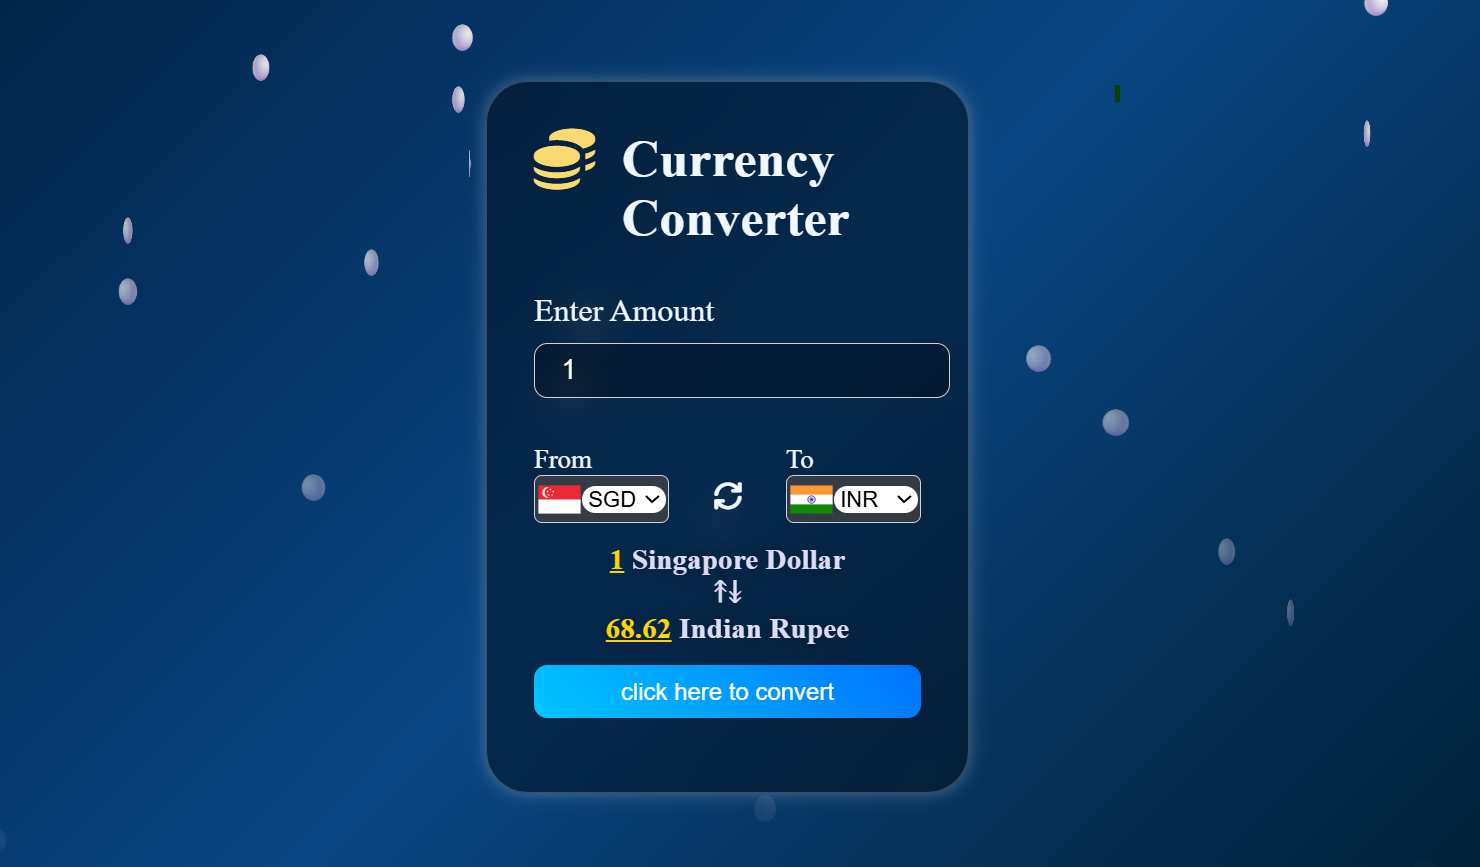 Currency
Converter
Enter Amount
1
From
To
SGD
INR
1 Singapore Dollar
68.62 Indian Rupee
click here to convert